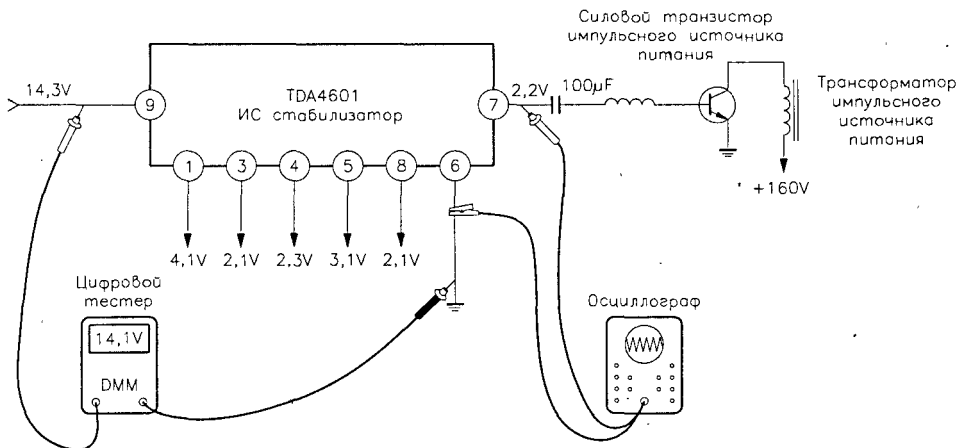 Силовой транзистор
импульсного источника
питания
14,3V
9
TDA4601
ИС стабилизатор
7
2,2V
100μF
Трансформатор
импульсного
источника
питания
+160V
1
3
4
5
8
6
4,1V
2,1V
2,3V
3,1V
2,1V
Цифровой
тестер
14,1V
DMM
Осциллограф